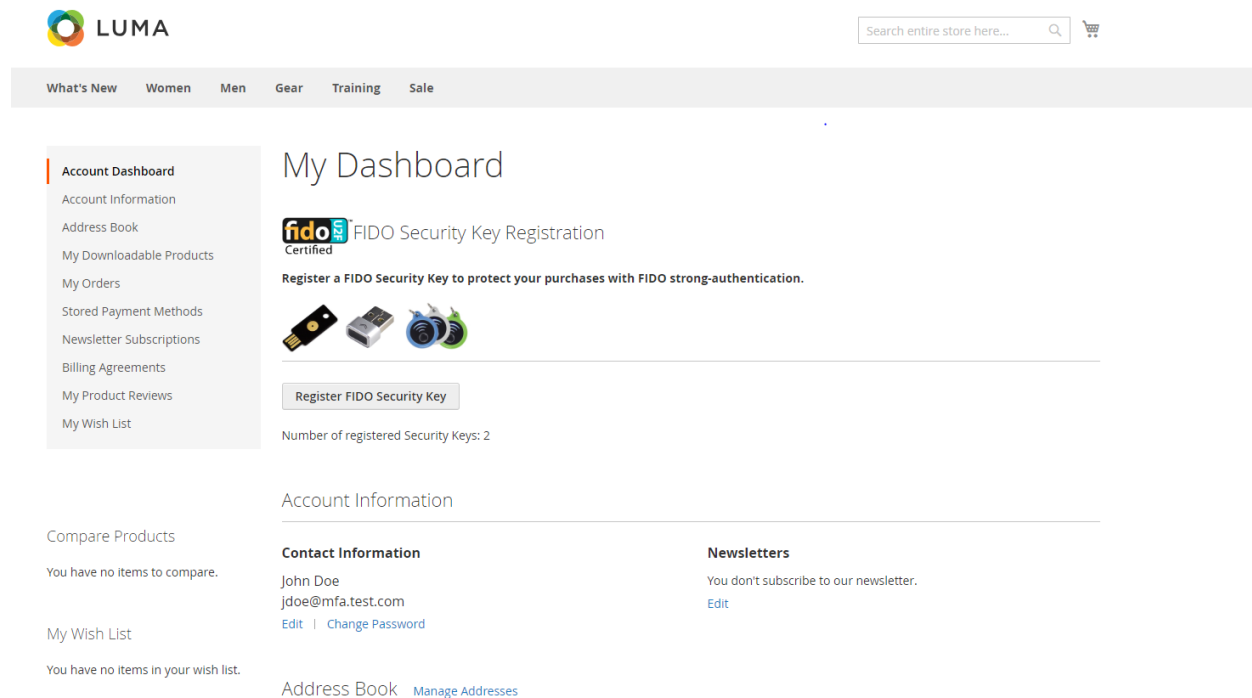 LUMA
Search entire store here...
What's New Women Men Gear Training Sale
Account Dashboard
Account Information
Address Book
My Downloadable Products
My Orders
Stored Payment Methods
Newsletter Subscriptions
Billing Agreements
My Product Reviews
My Wish List
Compare Products
You have no items to compare.
My Wish List
You have no items in your wish list.
My Dashboard
fido U2F ™
Certified
FIDO Security Key Registration
Register a FIDO Security Key to protect your purchases with FIDO strong-authentication.
Register FIDO Security Key
Number of registered Security Keys: 2
Account Information
Contact Information
John Doe
jdoe@mfa.test.com
Edit | Change Password
Newsletters
You don't subscribe to our newsletter.
Edit
Address Book Manage Addresses